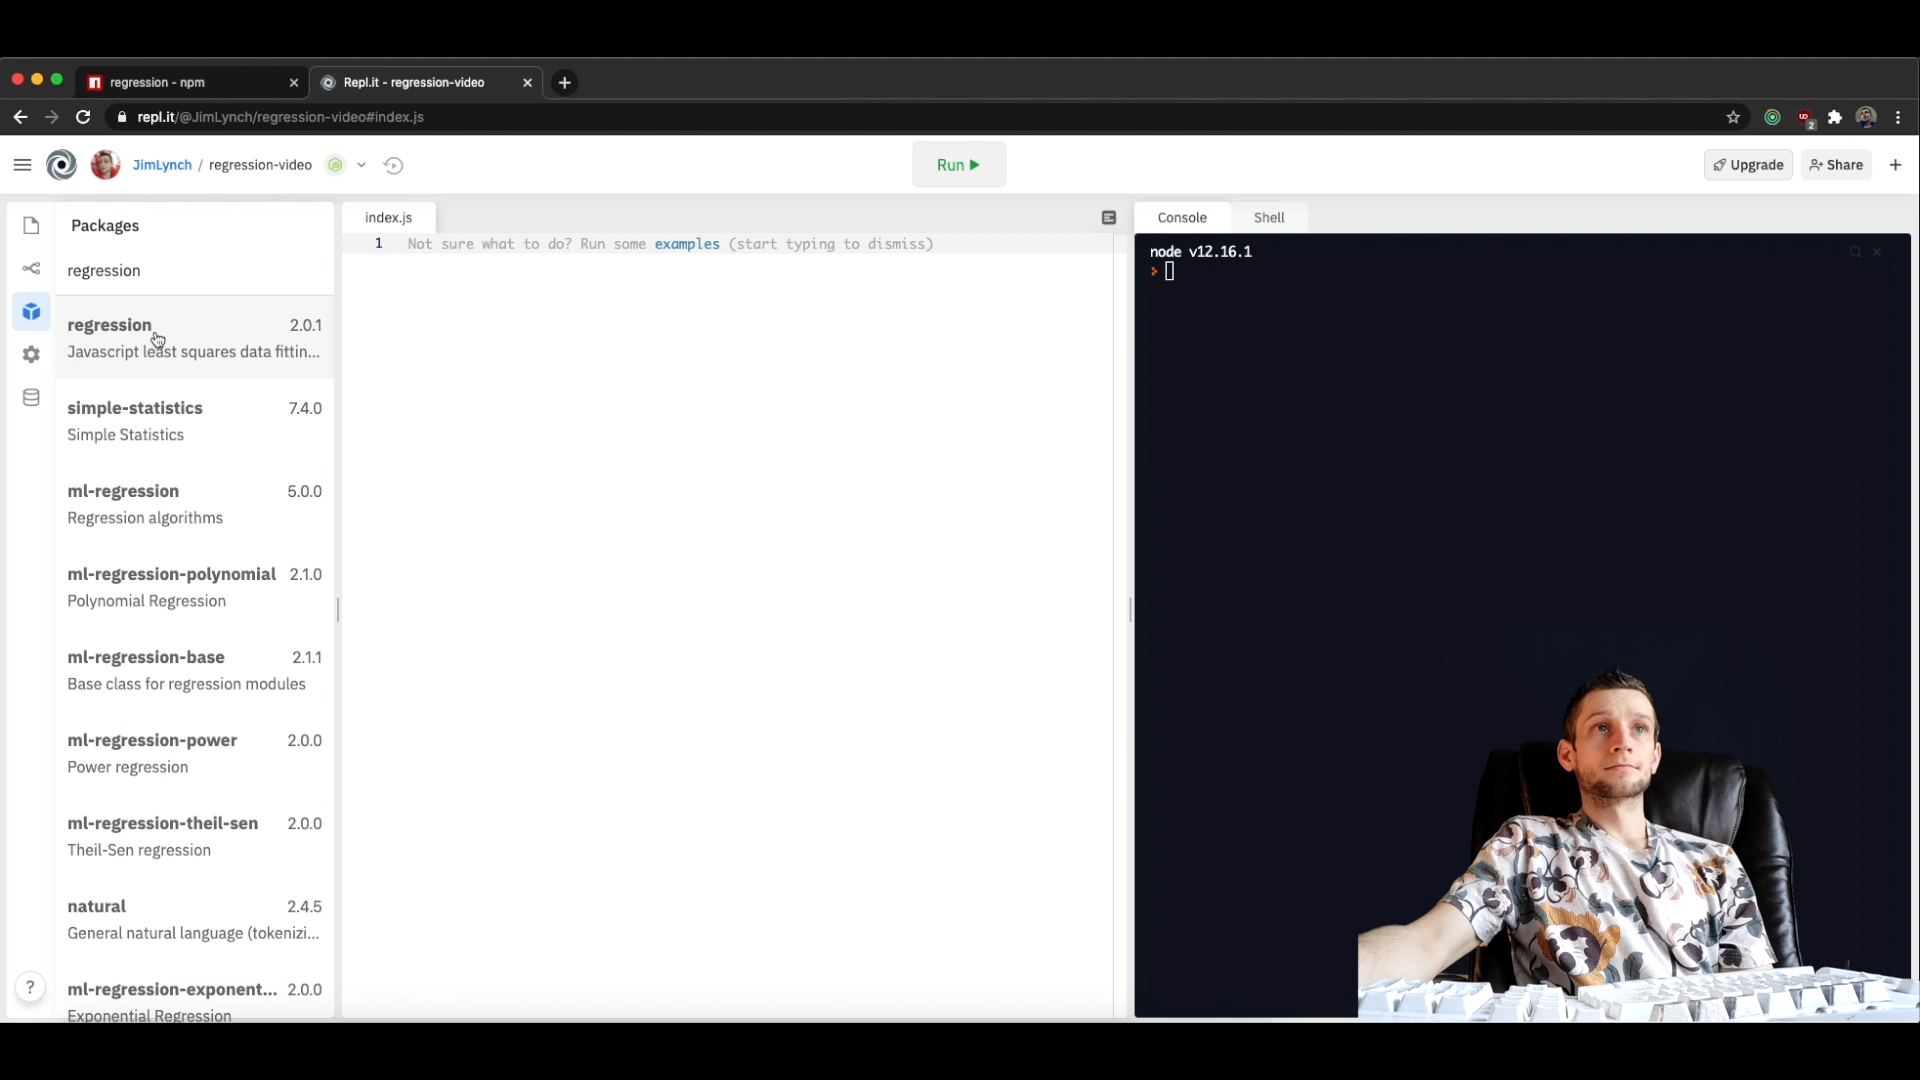 regression - npm
Repl.it - regression-video
repl.it/@JimLynch/regression-video#index.js
2
JimLynch / regression-video
Run
Upgrade
Share
Packages
regression
regression 2.0.1
Javascript least squares data fittin...
simple-statistics 7.4.0
Simple Statistics
ml-regression 5.0.0
Regression algorithms
ml-regression-polynomial 2.1.0
Polynomial Regression
ml-regression-base 2.1.1
Base class for regression modules
ml-regression-power 2.0.0
Power regression
ml-regression-theil-sen 2.0.0
Theil-Sen regression
natural 2.4.5
General natural language (tokenizi...
ml-regression-exponent... 2.0.0
Exponential Regression
?
index.js
1 Not sure what to do? Run some examples (start typing to dismiss)
Console Shell
node v12.16.1